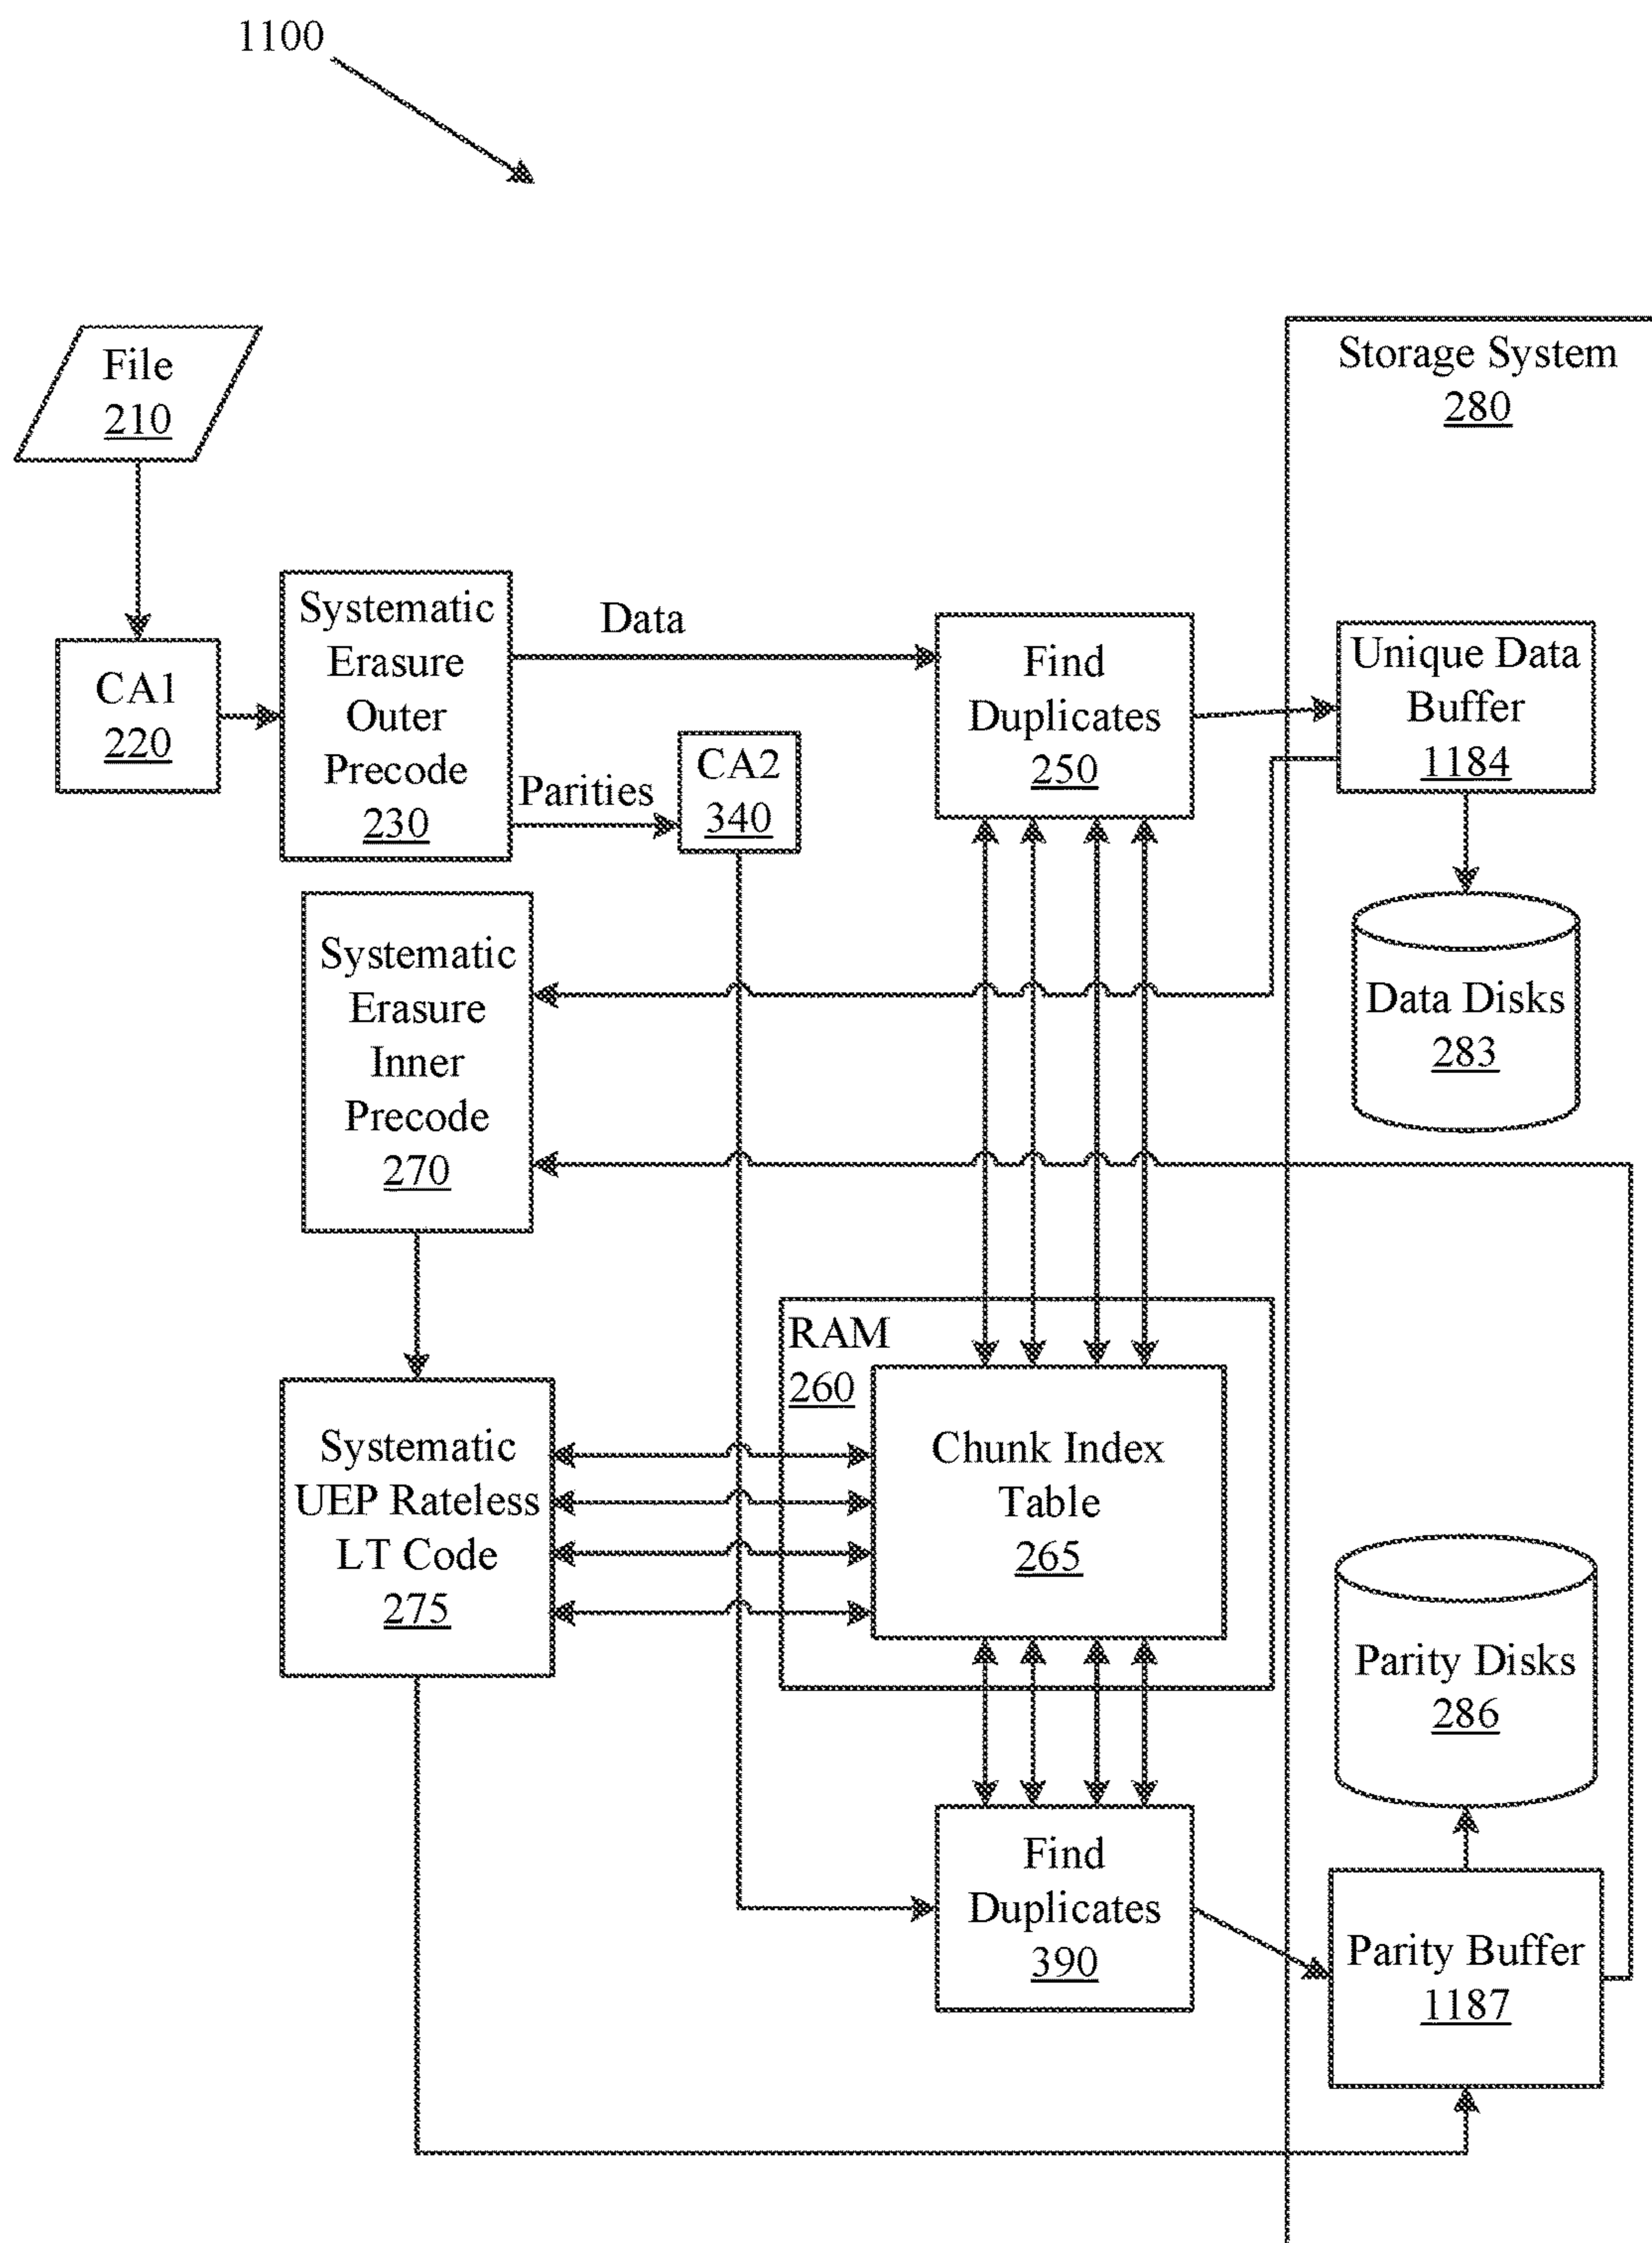 1100
File
210
Storage System
280
CA1
220
Systematic
Erasure
Outer
Precode
230
Data
Parities
CA2
340
Find
Duplicates
250
Unique Data
Buffer
1184
Data Disks
283
Systematic
Erasure
Inner
Precode
270
RAM
260
Chunk Index
Table
265
Systematic
UEP Rateless
LT Code
275
Parity Disks
286
Find
Duplicates
390
Parity Buffer
1187